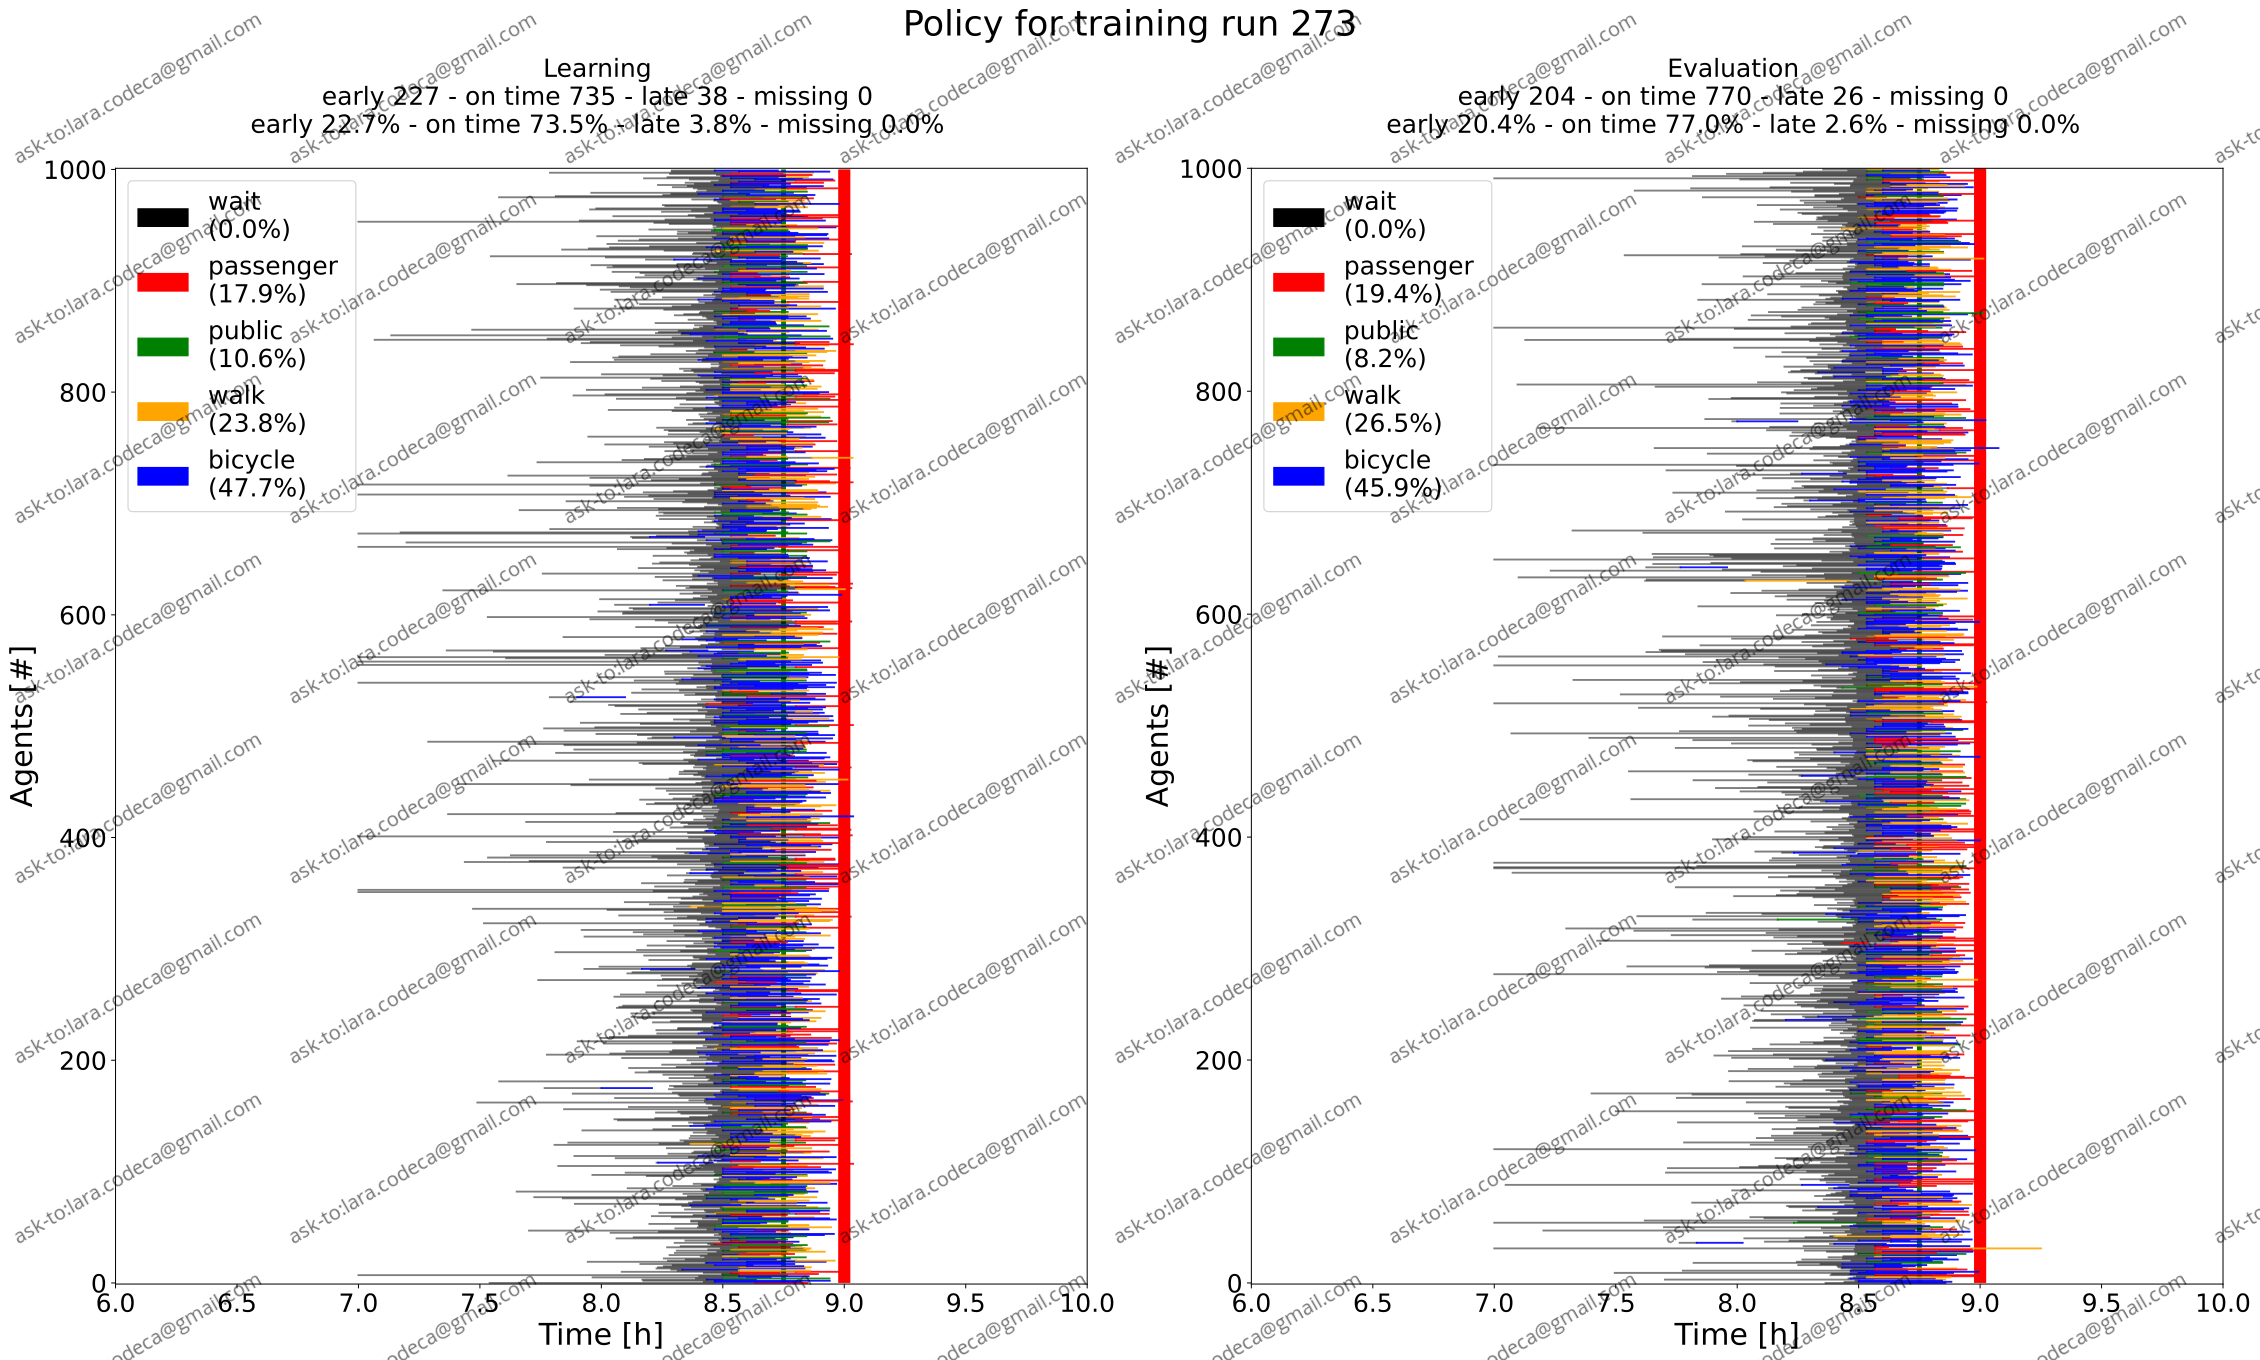 Policy for training run 273
Learning
early 227 - on time 735 - late 38 - missing 0
early 22.7% - on time 73.5% - late 3.8% - missing 0.0%
1000
800
600
400
200
0
Agents [#]
wait
(0.0%)
passenger
(17.9%)
public
(10.6%)
walk
(23.8%)
bicycle
(47.7%)
6.0 6.5 7.0 7.5 8.0 8.5 9.0 9.5 10.0
Time [h]
Evaluation
early 204 - on time 770 - late 26 - missing 0
early 20.4% - on time 77.0% - late 2.6% - missing 0.0%
1000
800
600
400
200
0
Agents [#]
wait
(0.0%)
passenger
(19.4%)
public
(8.2%)
walk
(26.5%)
bicycle
(45.9%)
6.0 6.5 7.0 7.5 8.0 8.5 9.0 9.5 10.0
Time [h]
ask-to:lara.codeca@gmail.com